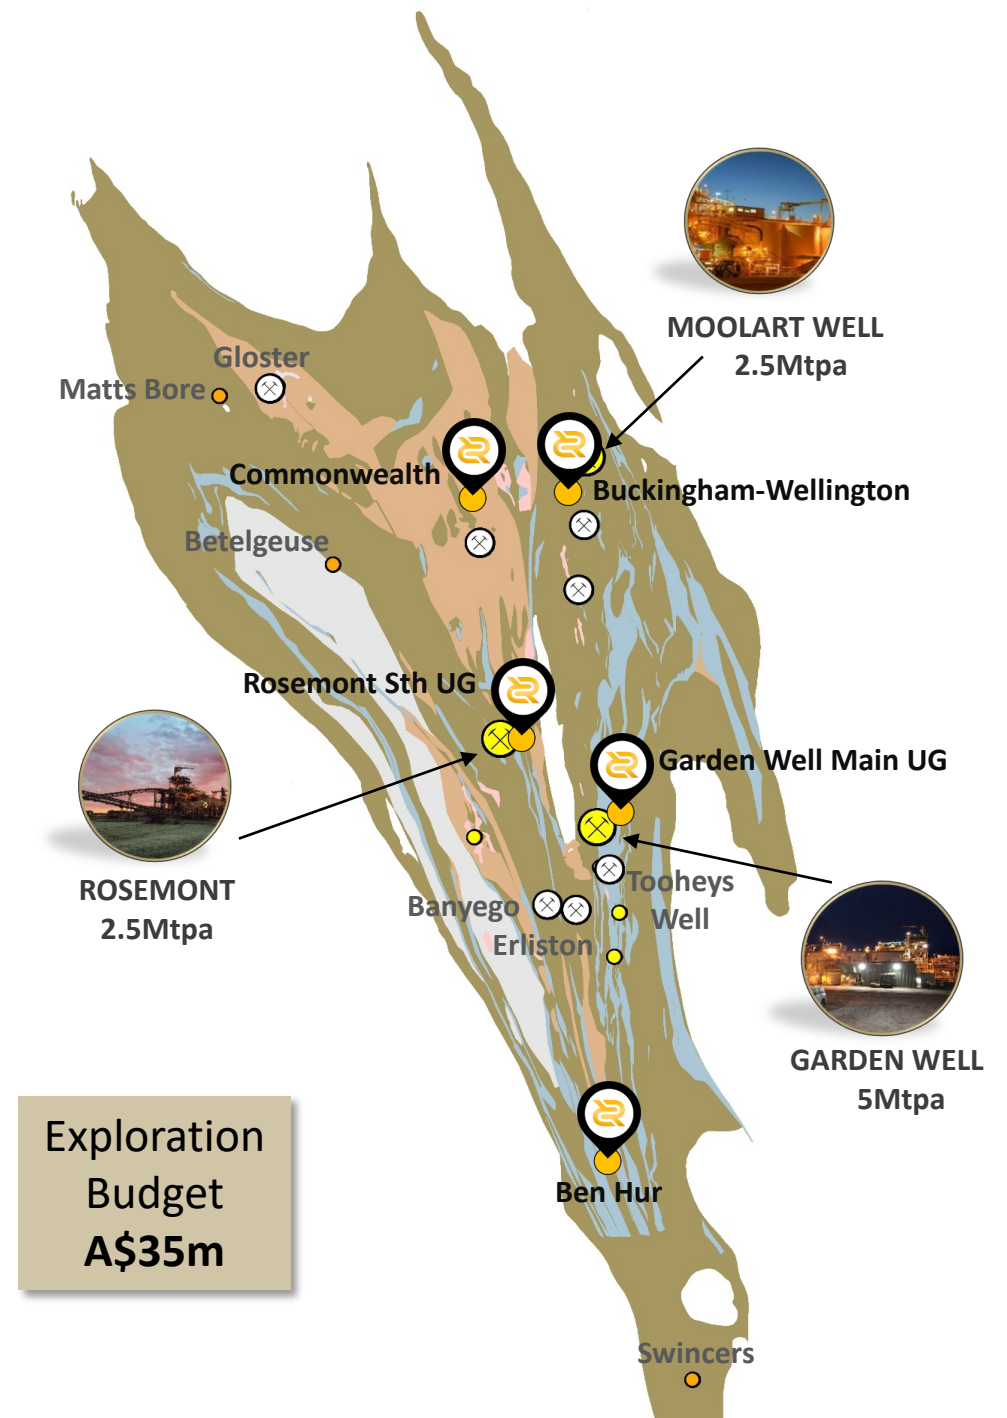 MOOLART WELL
2.5Mtpa
Gloster
Matts Bore
Commonwealth
Buckingham-Wellington
Betelgeuse
Rosemont Sth UG
Garden Well Main UG
ROSEMONT
2.5Mtpa
Tooheys
Well
Banyego
Erliston
GARDEN WELL
5Mtpa
Exploration
Budget
A$35m
Ben Hur
Swincers